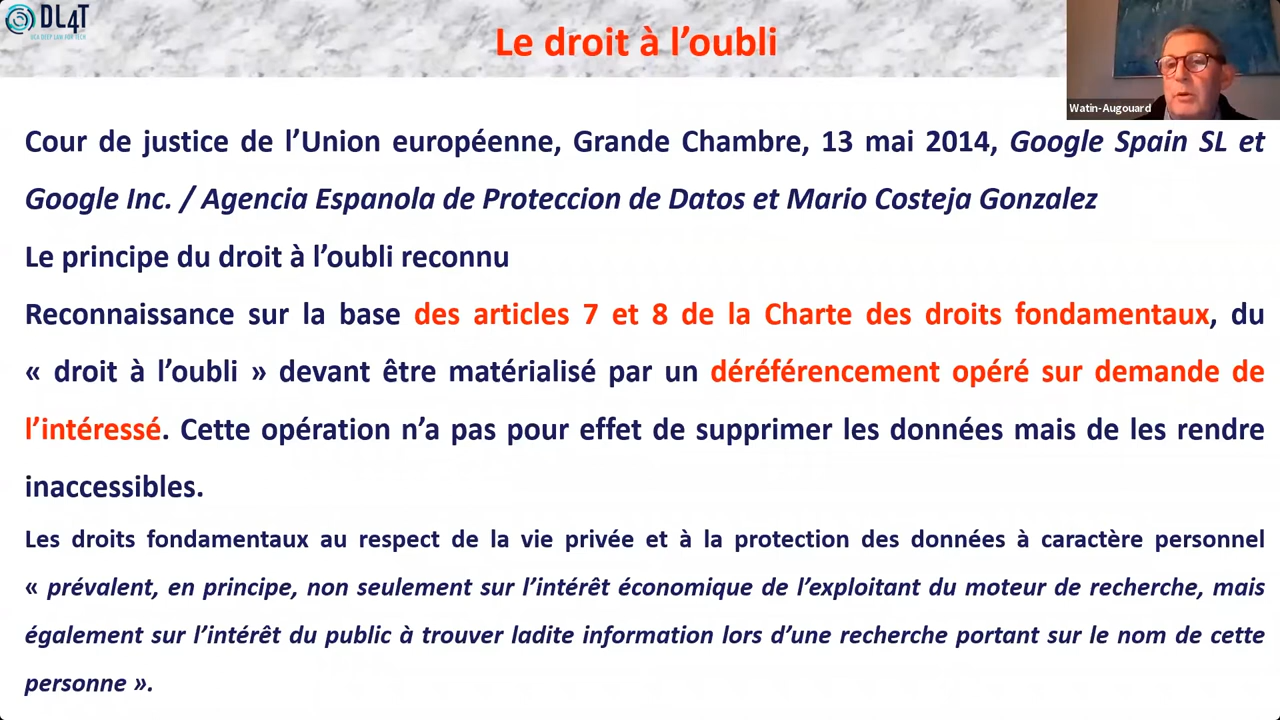 DL4T
UCA DEEP LAW FOR TECH
Le droit à l’oubli
Watin-Augouard
Cour de justice de l’Union européenne, Grande Chambre, 13 mai 2014, Google Spain SL et
Google Inc. / Agencia Espanola de Proteccion de Datos et Mario Costeja Gonzalez
Le principe du droit à l’oubli reconnu
Reconnaissance sur la base des articles 7 et 8 de la Charte des droits fondamentaux, du
« droit à l’oubli » devant être matérialisé par un déréférencement opéré sur demande de
l’intéressé. Cette opération n’a pas pour effet de supprimer les données mais de les rendre
inaccessibles.
Les droits fondamentaux au respect de la vie privée et à la protection des données à caractère personnel
« prévalent, en principe, non seulement sur l’intérêt économique de l’exploitant du moteur de recherche, mais
également sur l’intérêt du public à trouver ladite information lors d’une recherche portant sur le nom de cette
personne ».